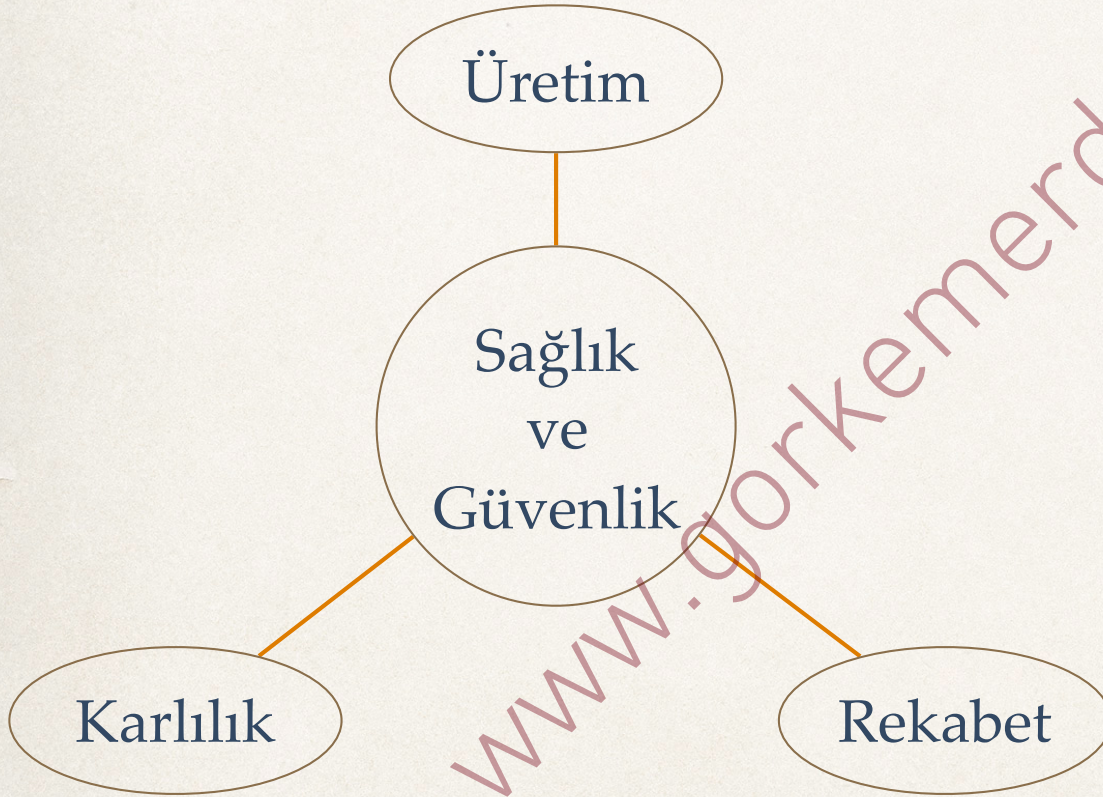 Üretim
Sağlık
ve
Güvenlik
Karlılık
Rekabet
www.gorkemerd